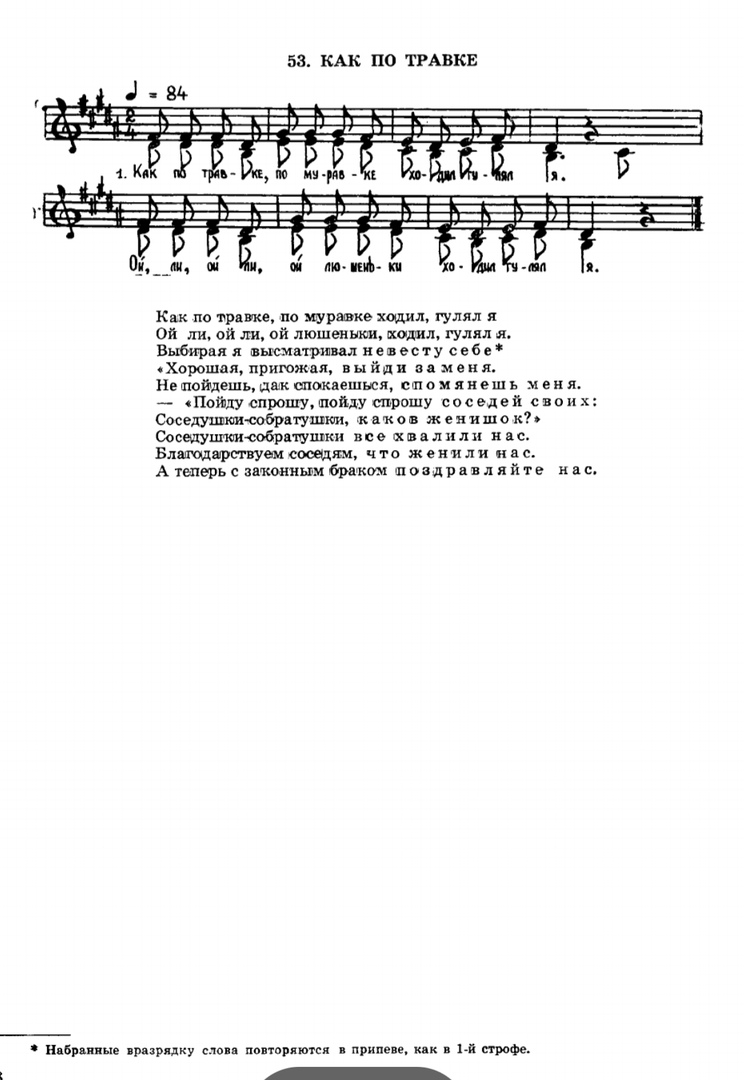 53. КАК ПО ТРАВКЕ
= 84
2
4
1. Как по трав- ке, по му-рав-ке хо-дил гу-лял я.
Ой,__ли, ой ли, ой лю-шень-ки хо-дил гу-лял я.
Как по травке, по муравке ходил, гулял я
Ой ли, ой ли, ой люшеньки, ходил, гулял я.
Выбирая я высматривал невесту себе*
«Хорошая, пригожая, выйди за меня.
Не пойдешь, дак спокаешься, спомянешь меня.
— «Пойду спрошу, пойду спрошу соседей своих:
Соседушки-собратушки, каков женишок?»
Соседушки-собратушки все хвалили нас.
Благодарствуем соседям, что женили нас.
А теперь с законным браком поздравляйте нас.
* Набранные вразрядку слова повторяются в припеве, как в 1-й строфе.